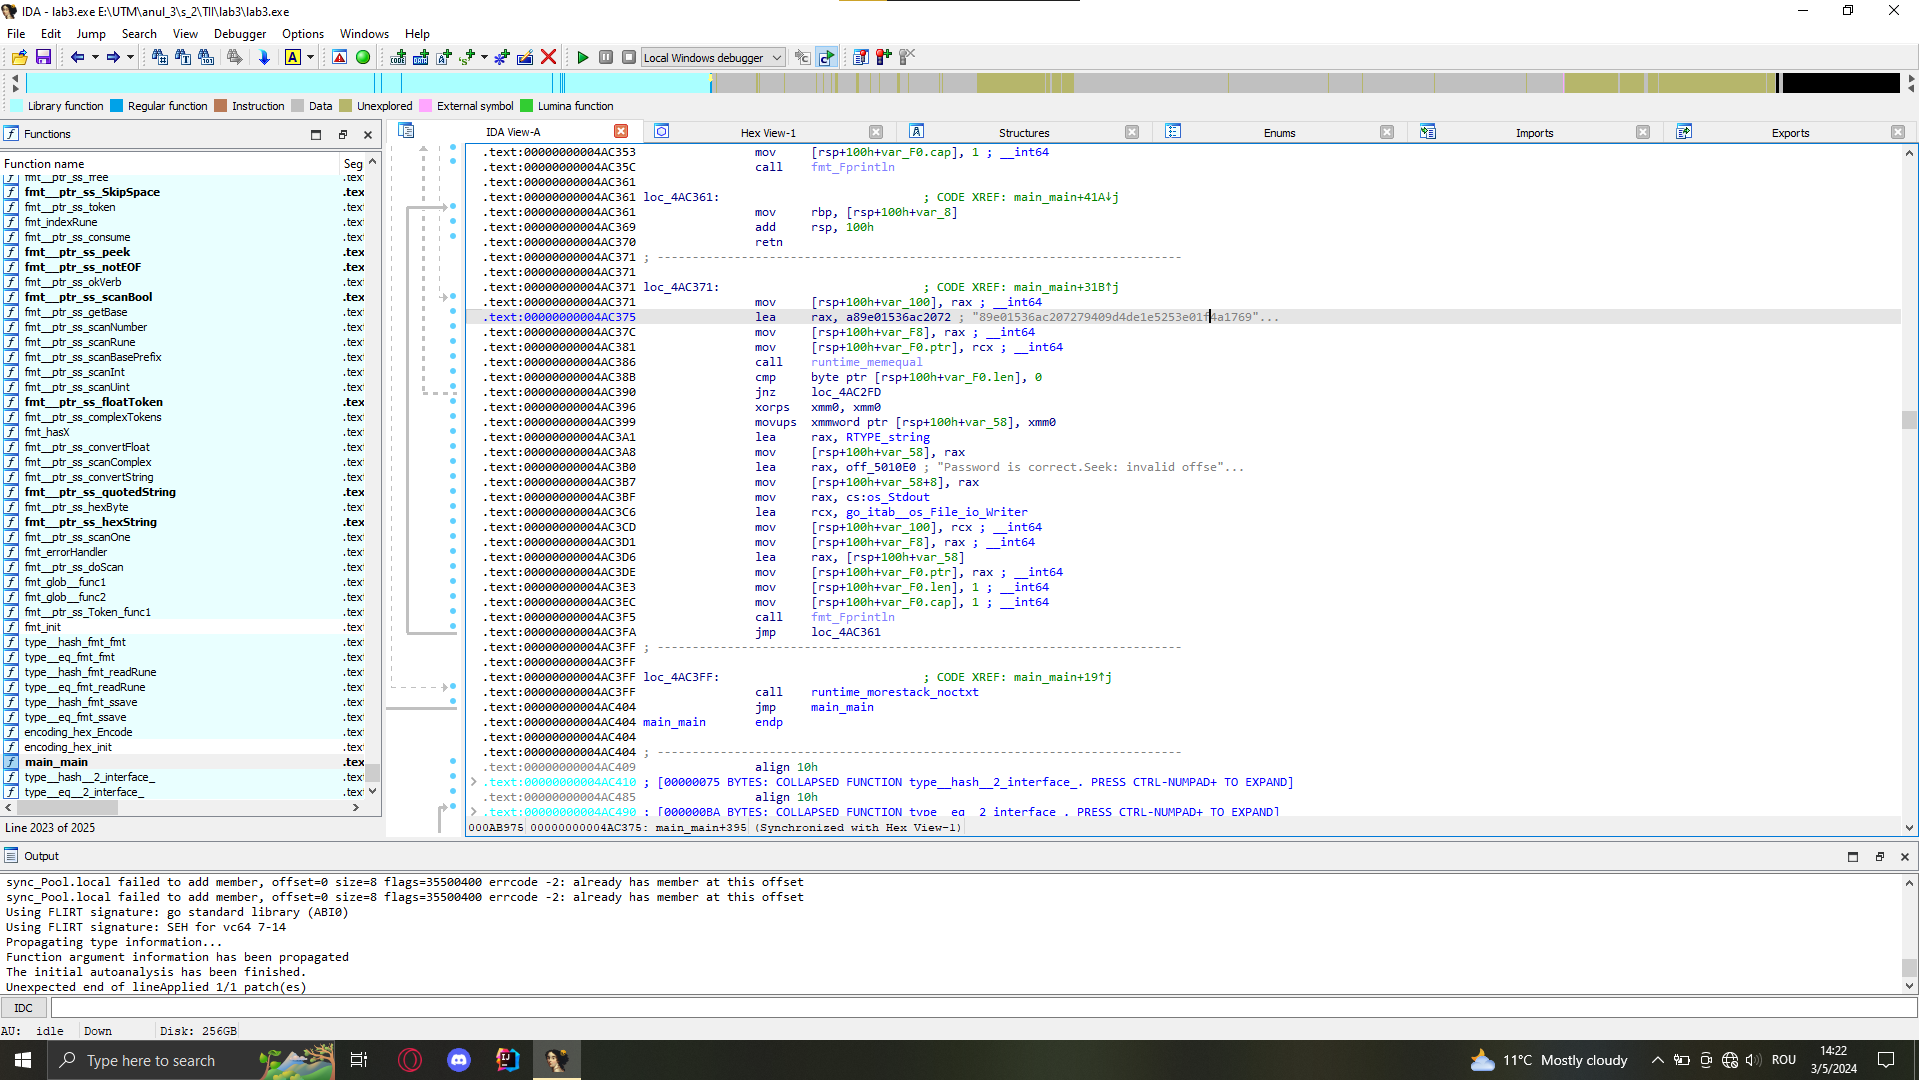 IDA - lab3.exe E:\UTM\anul_3\s_2\TII\lab3\lab3.exe
File Edit Jump Search View Debugger Options Windows Help
Local Windows debugger
Library function Regular function Instruction Data Unexplored External symbol Lumina function
Functions
IDA View-A Hex View-1 Structures Enums Imports Exports
Function name Seg
fmt__ptr_ss_free .tex
fmt__ptr_ss_SkipSpace .tex
fmt__ptr_ss_token .tex
fmt_indexRune .tex
fmt__ptr_ss_consume .tex
fmt__ptr_ss_peek .tex
fmt__ptr_ss_notEOF .tex
fmt__ptr_ss_okVerb .tex
fmt__ptr_ss_scanBool .tex
fmt__ptr_ss_getBase .tex
fmt__ptr_ss_scanNumber .tex
fmt__ptr_ss_scanRune .tex
fmt__ptr_ss_scanBasePrefix .tex
fmt__ptr_ss_scanInt .tex
fmt__ptr_ss_scanUint .tex
fmt__ptr_ss_floatToken .tex
fmt__ptr_ss_complexTokens .tex
fmt_hasX .tex
fmt__ptr_ss_convertFloat .tex
fmt__ptr_ss_scanComplex .tex
fmt__ptr_ss_convertString .tex
fmt__ptr_ss_quotedString .tex
fmt__ptr_ss_hexByte .tex
fmt__ptr_ss_hexString .tex
fmt__ptr_ss_scanOne .tex
fmt_errorHandler .tex
fmt__ptr_ss_doScan .tex
fmt_glob__func1 .tex
fmt_glob__func2 .tex
fmt__ptr_ss_Token_func1 .tex
fmt_init .tex
type__hash_fmt_fmt .tex
type__eq_fmt_fmt .tex
type__hash_fmt_readRune .tex
type__eq_fmt_readRune .tex
type__hash_fmt_ssave .tex
type__eq_fmt_ssave .tex
encoding_hex_Encode .tex
encoding_hex_init .tex
main_main .tex
type__hash__2_interface_ .tex
type__eq__2_interface_ .tex
Line 2023 of 2025
.text:00000000004AC353 mov [rsp+100h+var_F0.cap], 1 ; __int64
.text:00000000004AC35C call fmt_Fprintln
.text:00000000004AC361
.text:00000000004AC361 loc_4AC361: ; CODE XREF: main_main+41A↓j
.text:00000000004AC361 mov rbp, [rsp+100h+var_8]
.text:00000000004AC369 add rsp, 100h
.text:00000000004AC370 retn
.text:00000000004AC371 ; ---------------------------------------------------------------------------
.text:00000000004AC371
.text:00000000004AC371 loc_4AC371: ; CODE XREF: main_main+31B↑j
.text:00000000004AC371 mov [rsp+100h+var_100], rax ; __int64
.text:00000000004AC375 lea rax, a89e01536ac2072 ; "89e01536ac207279409d4de1e5253e01f4a1769"...
.text:00000000004AC37C mov [rsp+100h+var_F8], rax ; __int64
.text:00000000004AC381 mov [rsp+100h+var_F0.ptr], rcx ; __int64
.text:00000000004AC386 call runtime_memequal
.text:00000000004AC38B cmp byte ptr [rsp+100h+var_F0.len], 0
.text:00000000004AC390 jnz loc_4AC2FD
.text:00000000004AC396 xorps xmm0, xmm0
.text:00000000004AC399 movups xmmword ptr [rsp+100h+var_58], xmm0
.text:00000000004AC3A1 lea rax, RTYPE_string
.text:00000000004AC3A8 mov [rsp+100h+var_58], rax
.text:00000000004AC3B0 lea rax, off_5010E0 ; "Password is correct.Seek: invalid offse"...
.text:00000000004AC3B7 mov [rsp+100h+var_58+8], rax
.text:00000000004AC3BF mov rax, cs:os_Stdout
.text:00000000004AC3C6 lea rcx, go_itab__os_File_io_Writer
.text:00000000004AC3CD mov [rsp+100h+var_100], rcx ; __int64
.text:00000000004AC3D1 mov [rsp+100h+var_F8], rax ; __int64
.text:00000000004AC3D6 lea rax, [rsp+100h+var_58]
.text:00000000004AC3DE mov [rsp+100h+var_F0.ptr], rax ; __int64
.text:00000000004AC3E3 mov [rsp+100h+var_F0.len], 1 ; __int64
.text:00000000004AC3EC mov [rsp+100h+var_F0.cap], 1 ; __int64
.text:00000000004AC3F5 call fmt_Fprintln
.text:00000000004AC3FA jmp loc_4AC361
.text:00000000004AC3FF ; ---------------------------------------------------------------------------
.text:00000000004AC3FF
.text:00000000004AC3FF loc_4AC3FF: ; CODE XREF: main_main+19↑j
.text:00000000004AC3FF call runtime_morestack_noctxt
.text:00000000004AC404 jmp main_main
.text:00000000004AC404 main_main endp
.text:00000000004AC404
.text:00000000004AC404 ; ---------------------------------------------------------------------------
.text:00000000004AC409 align 10h
.text:00000000004AC410 ; [00000075 BYTES: COLLAPSED FUNCTION type__hash__2_interface_. PRESS CTRL-NUMPAD+ TO EXPAND]
.text:00000000004AC485 align 10h
.text:00000000004AC490 ; [000000BA BYTES: COLLAPSED FUNCTION type__eq__2_interface_. PRESS CTRL-NUMPAD+ TO EXPAND]
000AB975 00000000004AC375: main_main+395 (Synchronized with Hex View-1)
Output
sync_Pool.local failed to add member, offset=0 size=8 flags=35500400 errcode -2: already has member at this offset
sync_Pool.local failed to add member, offset=0 size=8 flags=35500400 errcode -2: already has member at this offset
Using FLIRT signature: go standard library (ABI0)
Using FLIRT signature: SEH for vc64 7-14
Propagating type information...
Function argument information has been propagated
The initial autoanalysis has been finished.
Unexpected end of lineApplied 1/1 patch(es)
IDC
AU: idle Down Disk: 256GB
Type here to search
11°C Mostly cloudy
ROU
14:22
3/5/2024